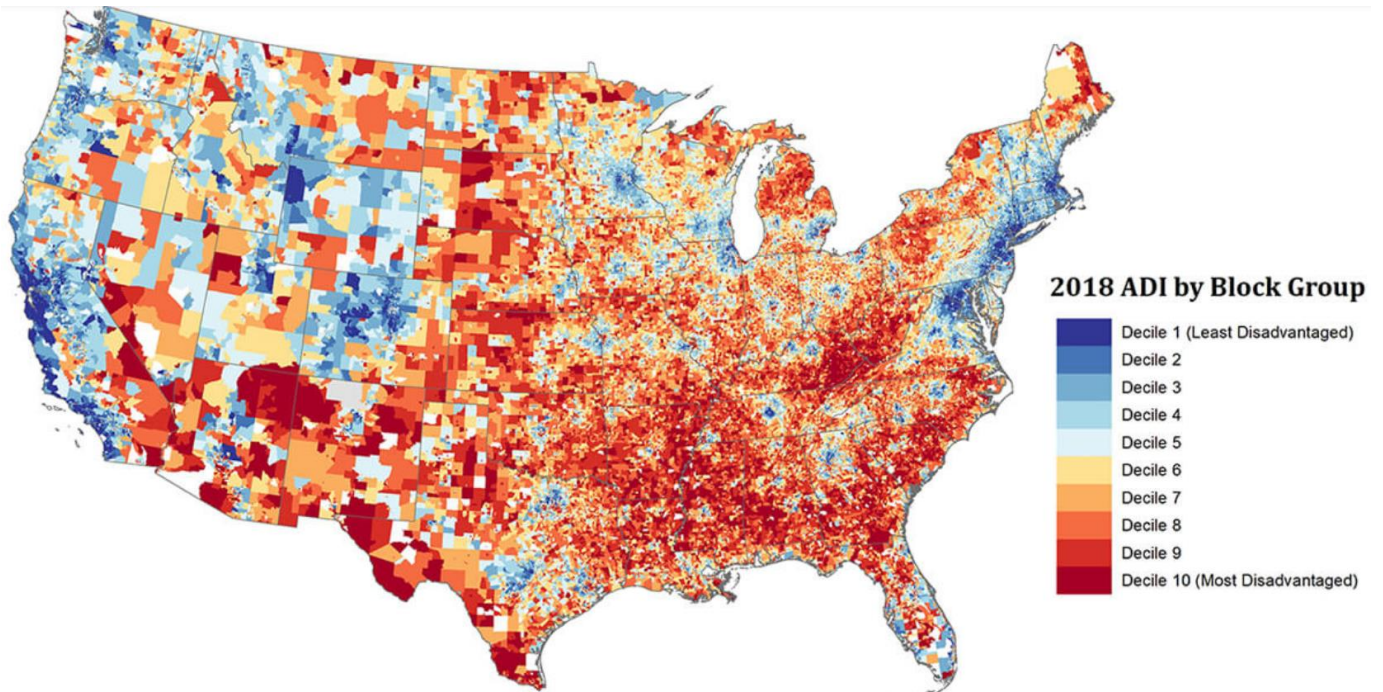 2018 ADI by Block Group
Decile 1 (Least Disadvantaged)
Decile 2
Decile 3
Decile 4
Decile 5
Decile 6
Decile 7
Decile 8
Decile 9
Decile 10 (Most Disadvantaged)